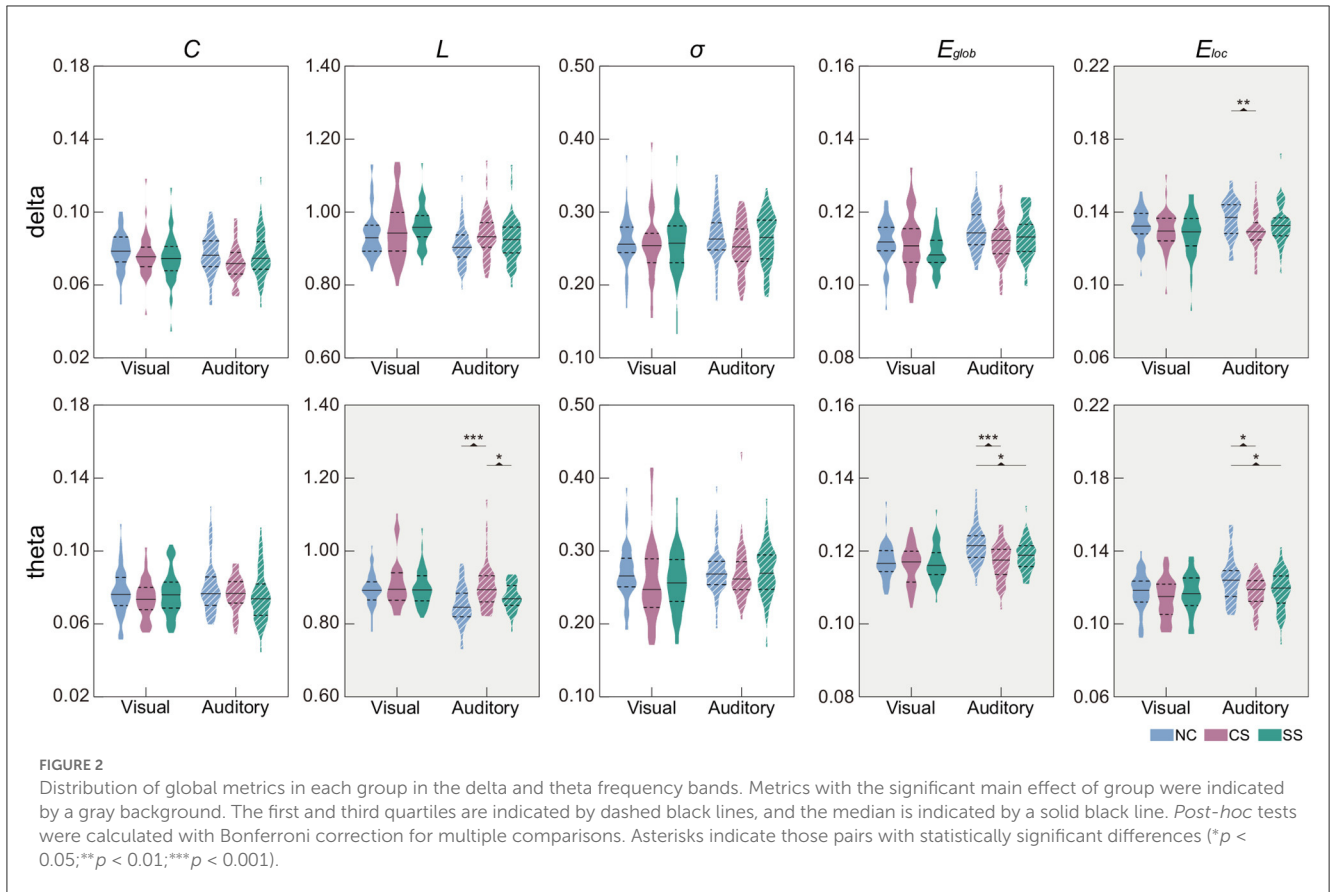 C L σ Eglob Eloc
delta
0.18 1.40 0.50 0.16 0.22
0.14 1.20 0.40 0.14 0.18
**
0.10 1.00 0.30 0.12 0.14
0.06 0.80 0.20 0.10 0.10
0.02 0.60 0.10 0.08 0.06
Visual Auditory Visual Auditory Visual Auditory Visual Auditory Visual Auditory
theta
0.18 1.40 0.50 0.16 0.22
*** *** *
* * *
0.14 1.20 0.40 0.14 0.18
0.10 1.00 0.30 0.12 0.14
0.06 0.80 0.20 0.10 0.10
0.02 0.60 0.10 0.08 0.06
Visual Auditory Visual Auditory Visual Auditory Visual Auditory Visual Auditory
NC CS SS
FIGURE 2
Distribution of global metrics in each group in the delta and theta frequency bands. Metrics with the significant main effect of group were indicated
by a gray background. The first and third quartiles are indicated by dashed black lines, and the median is indicated by a solid black line. Post-hoc tests
were calculated with Bonferroni correction for multiple comparisons. Asterisks indicate those pairs with statistically significant differences (*p <
0.05;**p < 0.01;***p < 0.001).